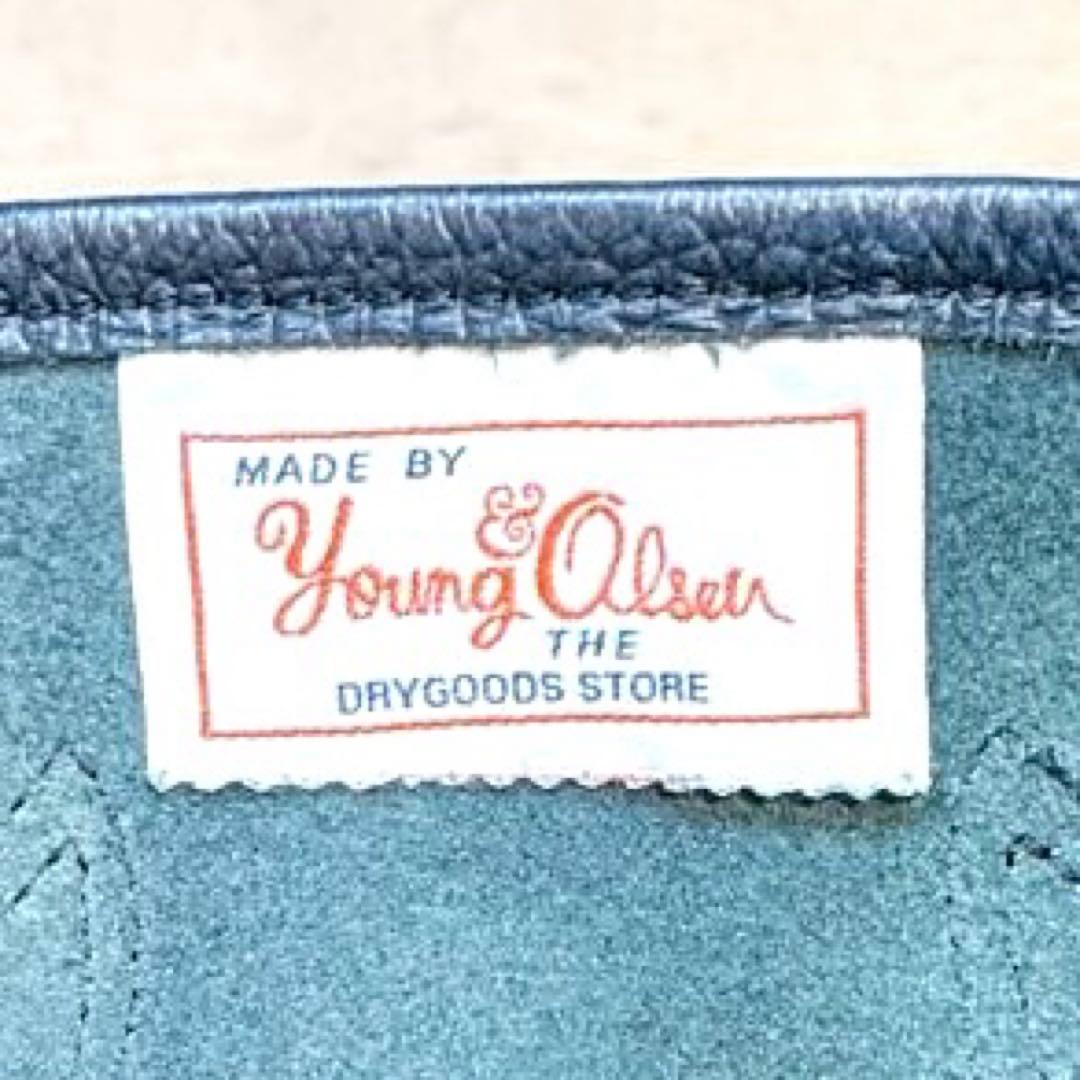 MADE BY
Young & Olsen
THE
DRYGOODS STORE